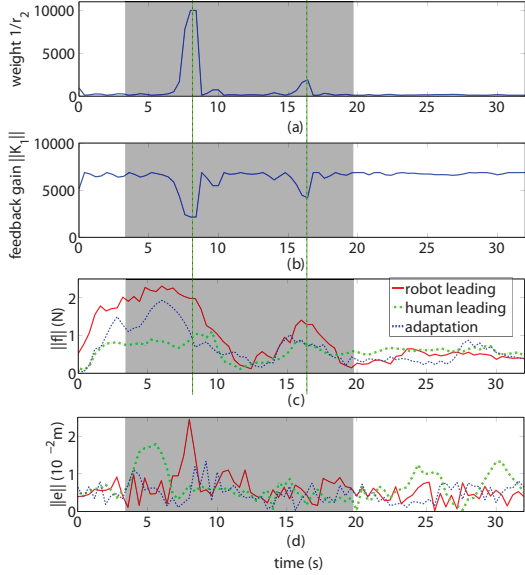 weight 1/r2
10000
5000
0
0 5 10 15 20 25 30
(a)
feedback gain ||K1||
10000
5000
0
0 5 10 15 20 25 30
(b)
||f|| (N)
2
1
0
0 5 10 15 20 25 30
robot leading
human leading
adaptation
(c)
||e|| (10 −2m)
2
1
0
0 5 10 15 20 25 30
(d)
time (s)